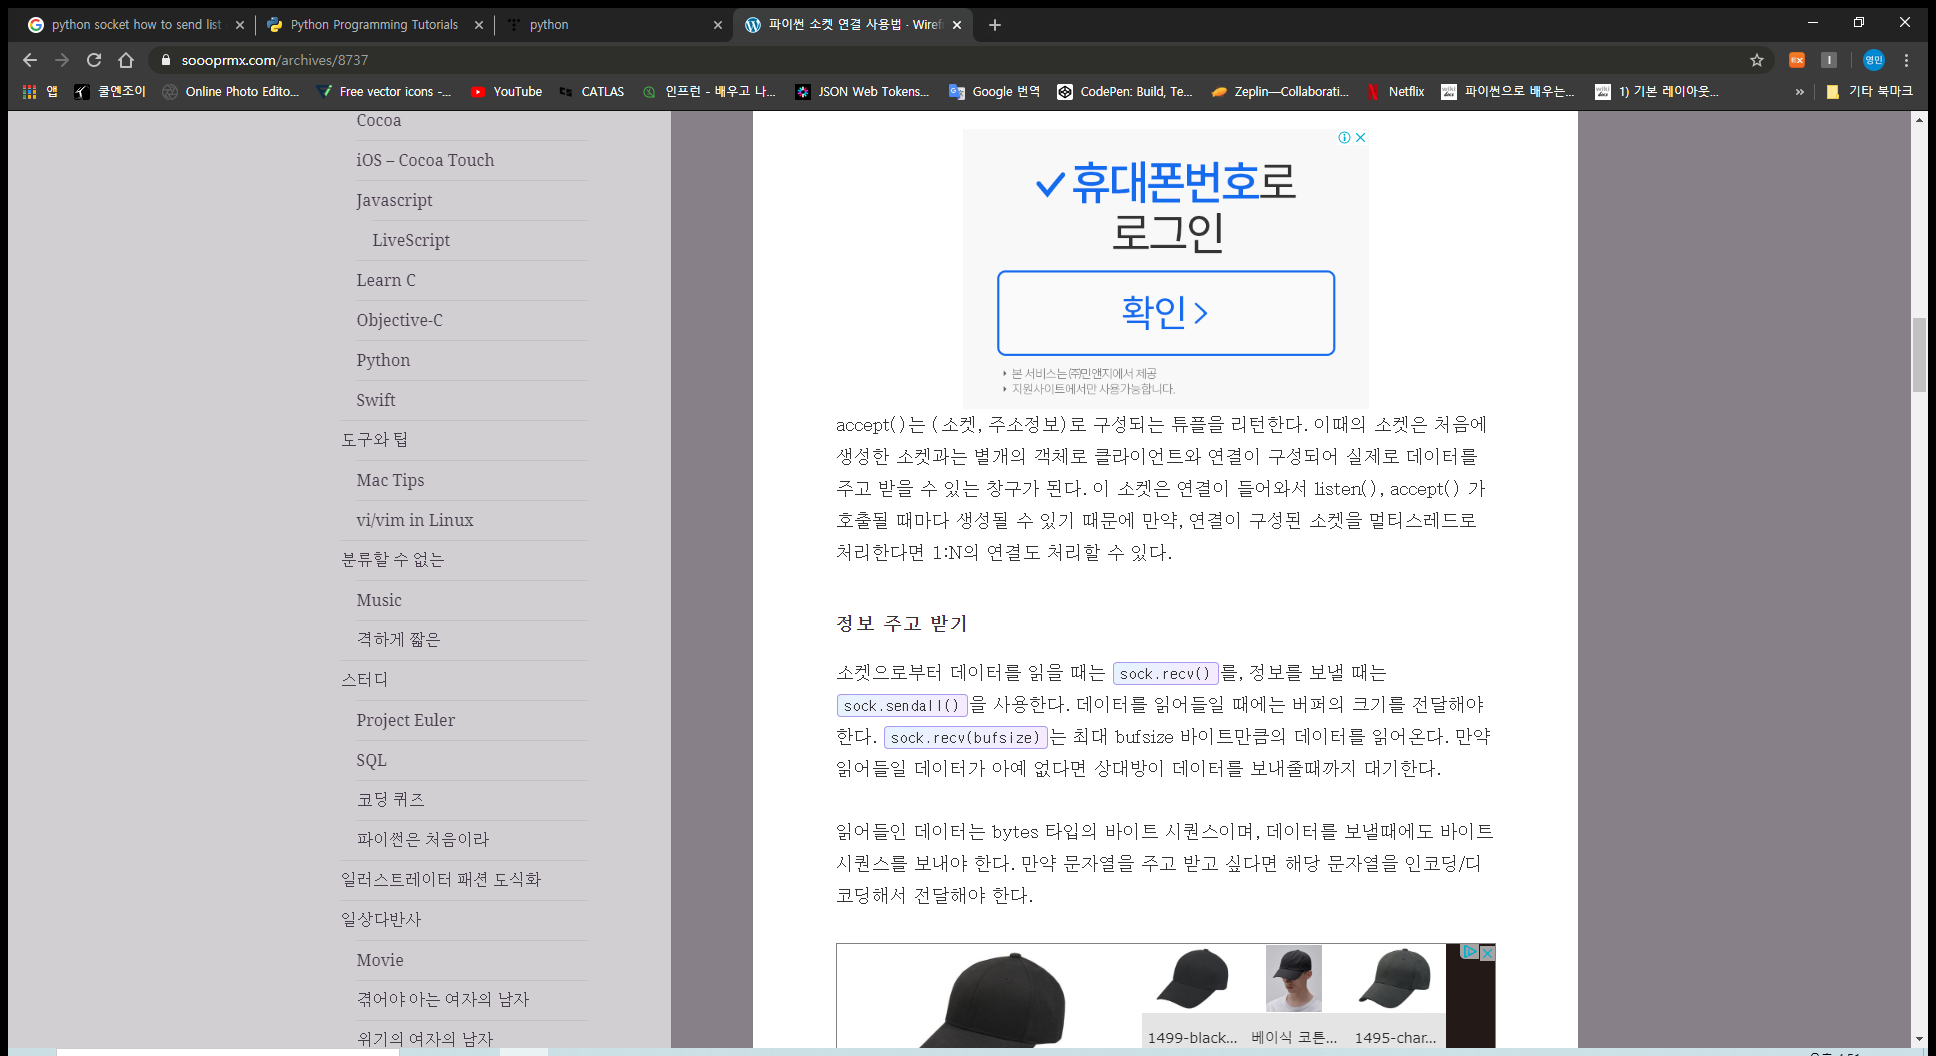 python socket how to send list
Python Programming Tutorials
python
파이썬 소켓 연결 사용법 · Wiref
soooprmx.com/archives/8737
영민
앱
쿨엔조이
Online Photo Edito...
Free vector icons -...
YouTube
CATLAS
인프런 - 배우고 나...
JSON Web Tokens...
Google 번역
CodePen: Build, Te...
Zeplin—Collaborati...
Netflix
파이썬으로 배우는...
1) 기본 레이아웃...
»
기타 북마크
Cocoa
iOS – Cocoa Touch
Javascript
LiveScript
Learn C
Objective-C
Python
Swift
도구와 팁
Mac Tips
vi/vim in Linux
분류할 수 없는
Music
격하게 짧은
스터디
Project Euler
SQL
코딩 퀴즈
파이썬은 처음이라
일러스트레이터 패션 도식화
일상다반사
Movie
겪어야 아는 여자의 남자
위기의 여자의 남자
휴대폰번호로
로그인
확인 >
본 서비스는 ㈜민앤지에서 제공
지원사이트에서만 사용가능합니다.
accept()는 (소켓, 주소정보)로 구성되는 튜플을 리턴한다. 이때의 소켓은 처음에
생성한 소켓과는 별개의 객체로 클라이언트와 연결이 구성되어 실제로 데이터를
주고 받을 수 있는 창구가 된다. 이 소켓은 연결이 들어와서 listen(), accept() 가
호출될 때마다 생성될 수 있기 때문에 만약, 연결이 구성된 소켓을 멀티스레드로
처리한다면 1:N의 연결도 처리할 수 있다.
정보 주고 받기
소켓으로부터 데이터를 읽을 때는 sock.recv()를, 정보를 보낼 때는
sock.sendall()을 사용한다. 데이터를 읽어들일 때에는 버퍼의 크기를 전달해야
한다. sock.recv(bufsize)는 최대 bufsize 바이트만큼의 데이터를 읽어온다. 만약
읽어들일 데이터가 아예 없다면 상대방이 데이터를 보내줄때까지 대기한다.
읽어들인 데이터는 bytes 타입의 바이트 시퀀스이며, 데이터를 보낼때에도 바이트
시퀀스를 보내야 한다. 만약 문자열을 주고 받고 싶다면 해당 문자열을 인코딩/디
코딩해서 전달해야 한다.
1499-black...
베이식 코튼...
1495-char...